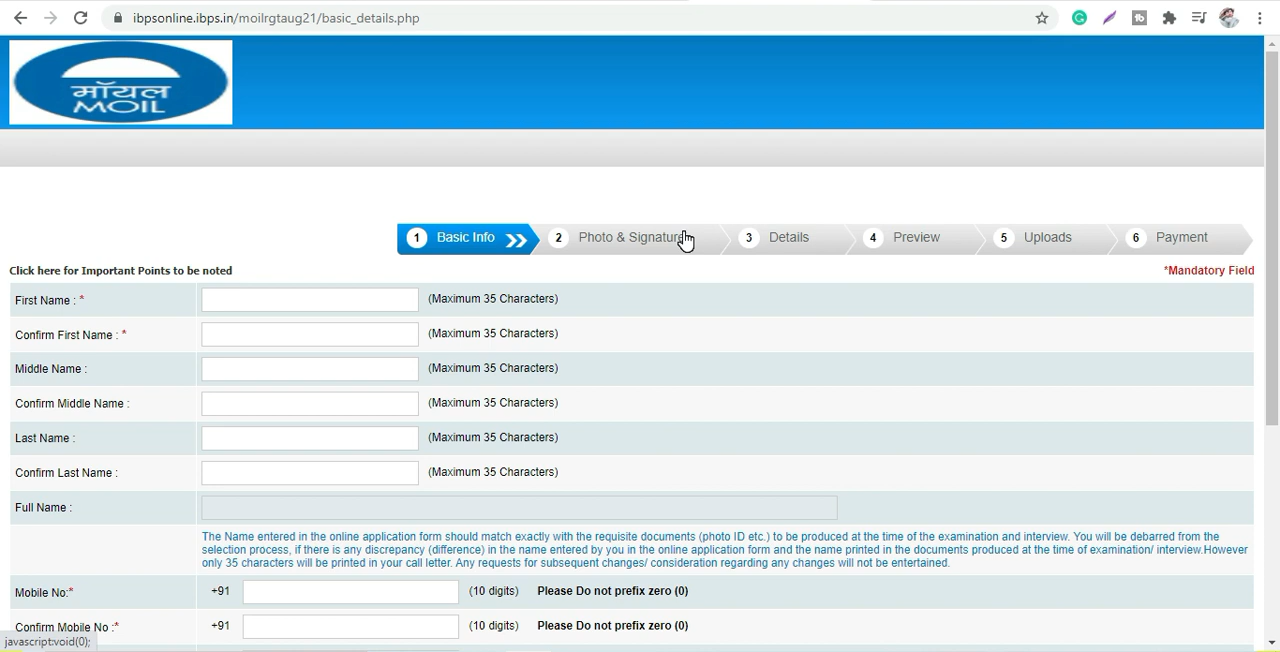 ibpsonline.ibps.in/moilrgtaug21/basic_details.php
मॉयल
MOIL
1 Basic Info 2 Photo & Signature 3 Details 4 Preview 5 Uploads 6 Payment
Click here for Important Points to be noted *Mandatory Field
First Name : * (Maximum 35 Characters)
Confirm First Name : * (Maximum 35 Characters)
Middle Name : (Maximum 35 Characters)
Confirm Middle Name : (Maximum 35 Characters)
Last Name : (Maximum 35 Characters)
Confirm Last Name : (Maximum 35 Characters)
Full Name :
The Name entered in the online application form should match exactly with the requisite documents (photo ID etc.) to be produced at the time of the examination and interview. You will be debarred from the
selection process, if there is any discrepancy (difference) in the name entered by you in the online application form and the name printed in the documents produced at the time of examination/ interview.However
only 35 characters will be printed in your call letter. Any requests for subsequent changes/ consideration regarding any changes will not be entertained.
Mobile No:* +91 (10 digits) Please Do not prefix zero (0)
Confirm Mobile No :* +91 (10 digits) Please Do not prefix zero (0)
javascript:void(0);